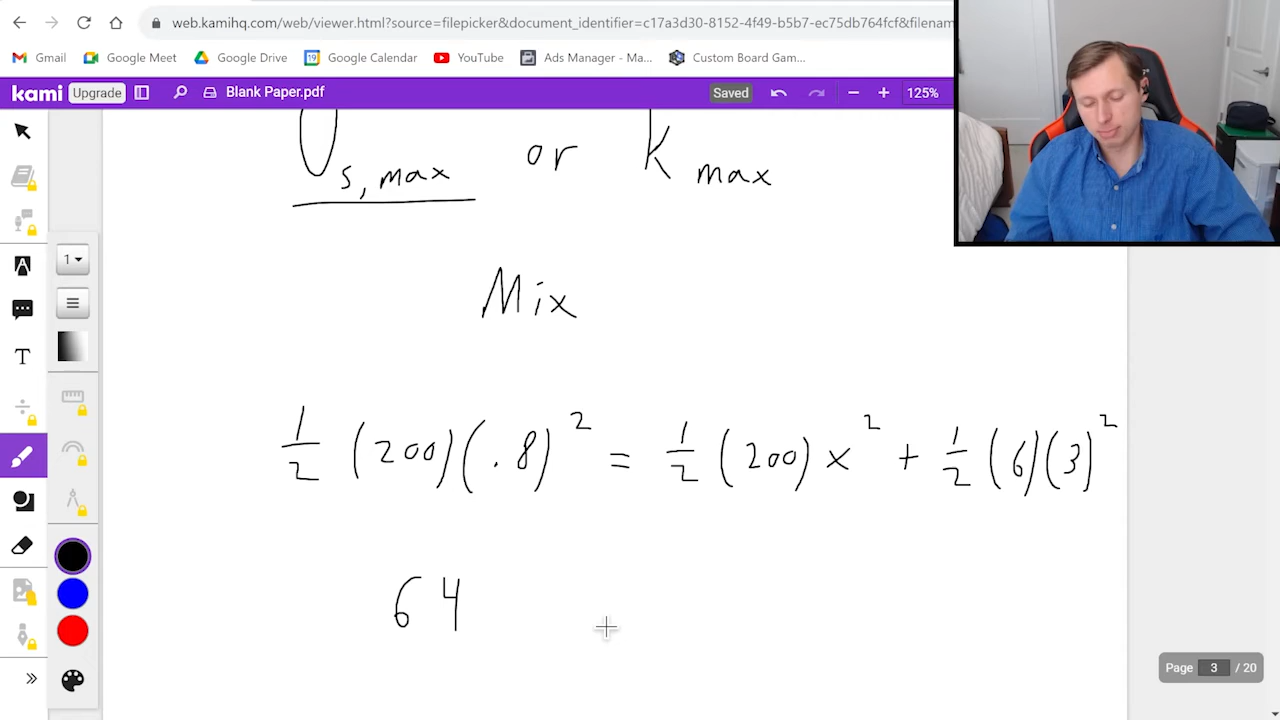 web.kamihq.com/web/viewer.html?source=filepicker&document_identifier=c17a3d30-8152-4f49-b5b7-ec75db764fcf&filenam
Gmail Google Meet Google Drive 19 Google Calendar YouTube Ads Manager - Ma... Custom Board Gam...
kami Upgrade Blank Paper.pdf Saved 125%
U s, max or K max
Mix
1/2 (200)(.8)² = 1/2 (200)x² + 1/2 (6)(3)²
64
1
A
T
Page 3 / 20